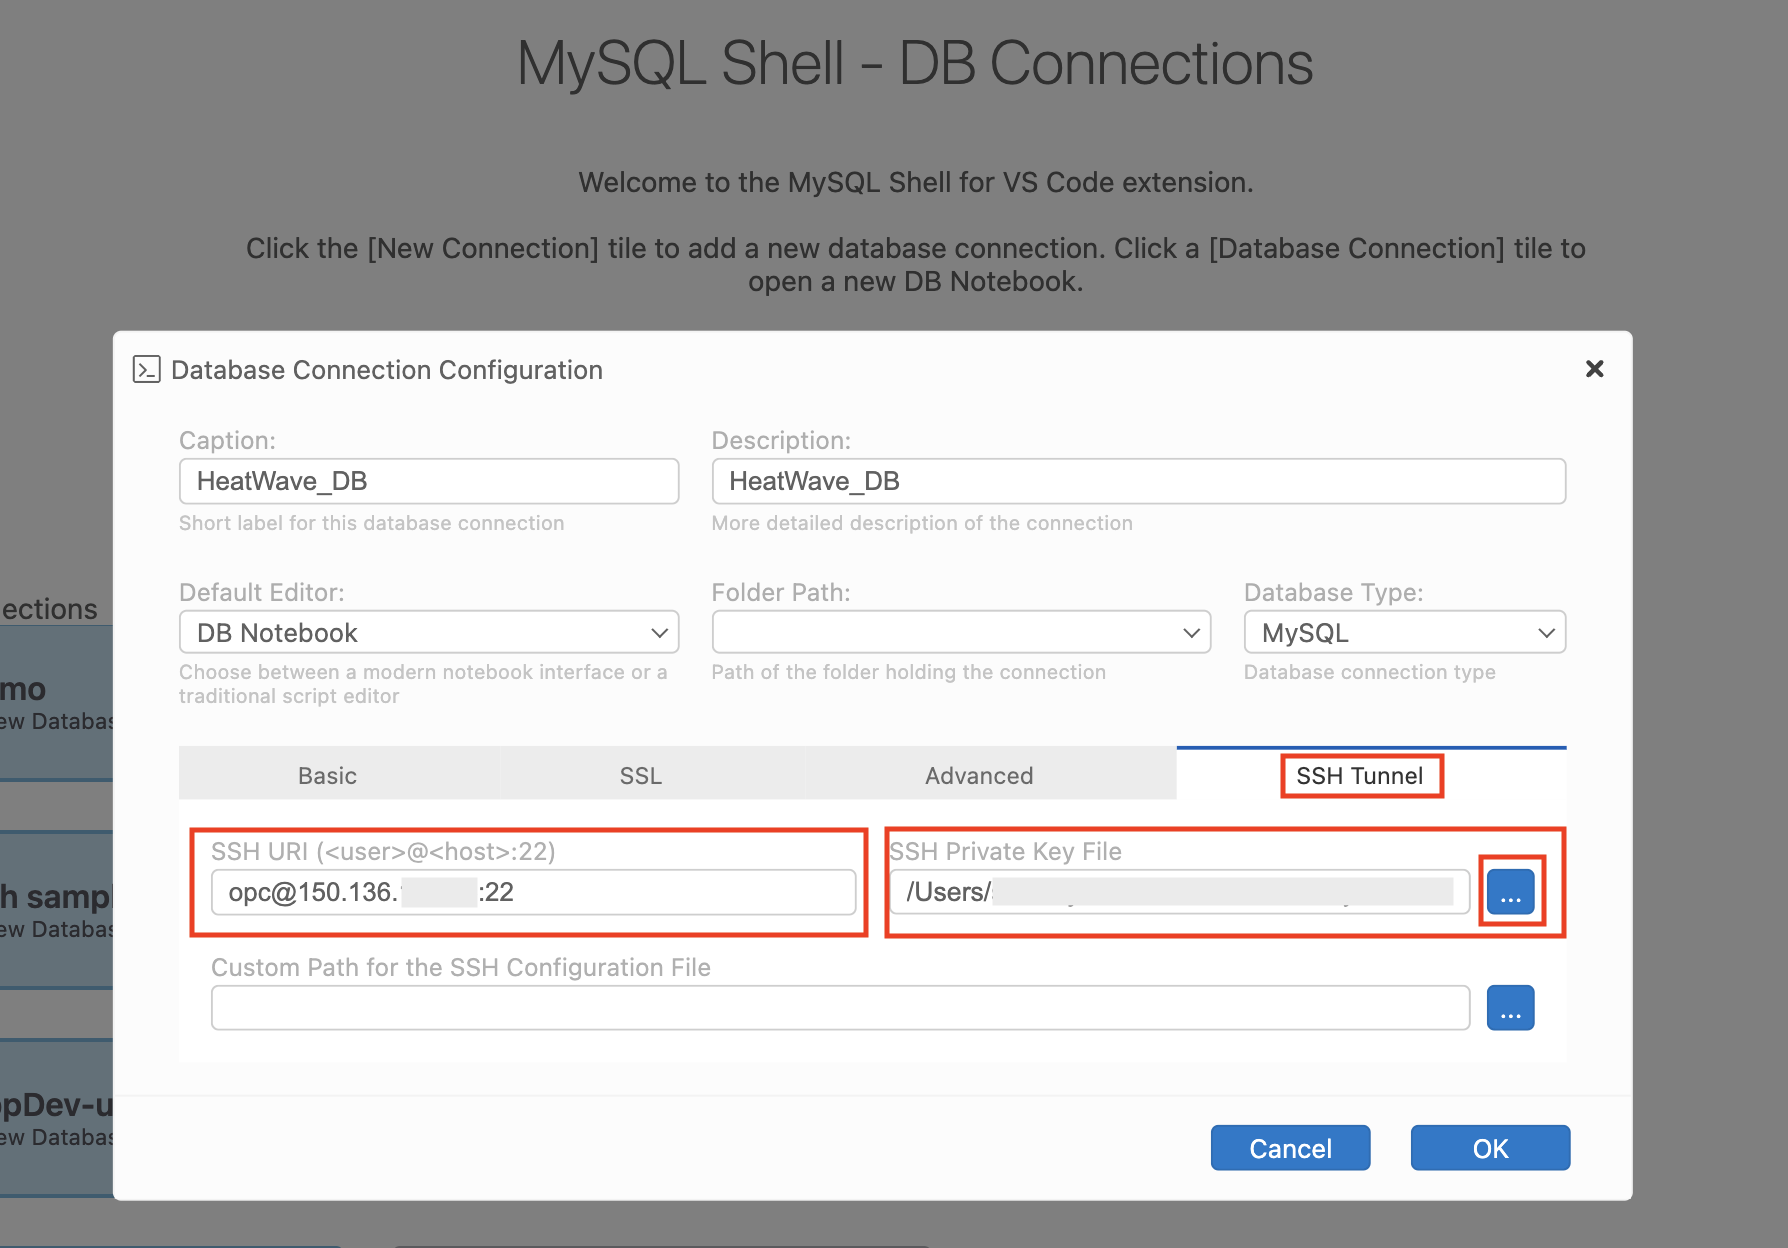 MySQL Shell - DB Connections
Welcome to the MySQL Shell for VS Code extension.
Click the [New Connection] tile to add a new database connection. Click a [Database Connection] tile to
open a new DB Notebook.
Database Connection Configuration
Caption:
Description:
HeatWave_DB
HeatWave_DB
Short label for this database connection
More detailed description of the connection
Default Editor:
Folder Path:
Database Type:
ections
DB Notebook
MySQL
Choose between a modern notebook interface or a
traditional script editor
Path of the folder holding the connection
Database connection type
mo
ew Databas
Basic
SSL
Advanced
SSH Tunnel
SSH URI (<user>@<host>:22)
SSH Private Key File
h sampl
ew Databas
opc@150.136. :22
/Users/
...
Custom Path for the SSH Configuration File
...
ppDev-u
ew Databas
Cancel
OK